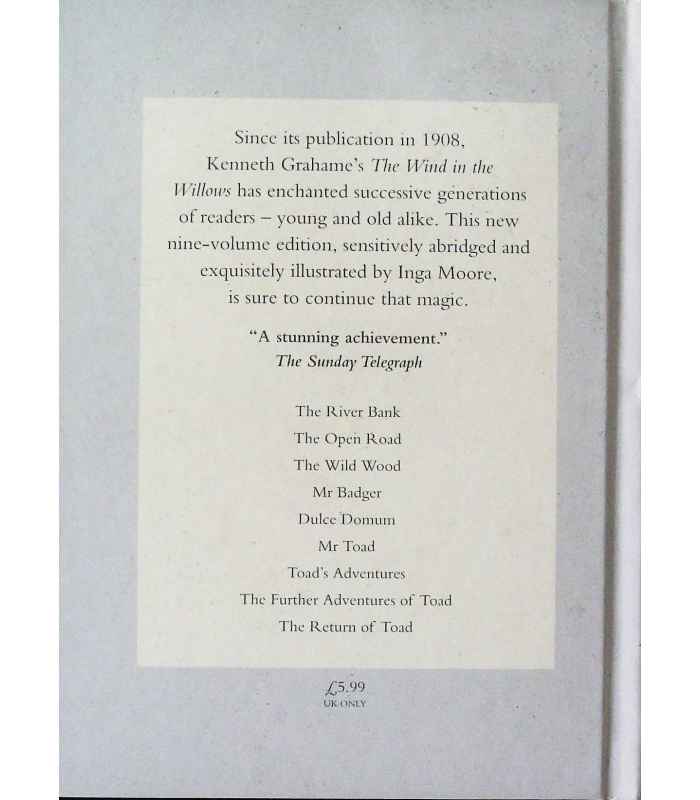 Since its publication in 1908,
Kenneth Grahame's The Wind in the
Willows has enchanted successive generations
of readers – young and old alike. This new
nine-volume edition, sensitively abridged and
exquisitely illustrated by Inga Moore,
is sure to continue that magic.
“A stunning achievement.”
The Sunday Telegraph
The River Bank
The Open Road
The Wild Wood
Mr Badger
Dulce Domum
Mr Toad
Toad's Adventures
The Further Adventures of Toad
The Return of Toad
£5.99
UK ONLY